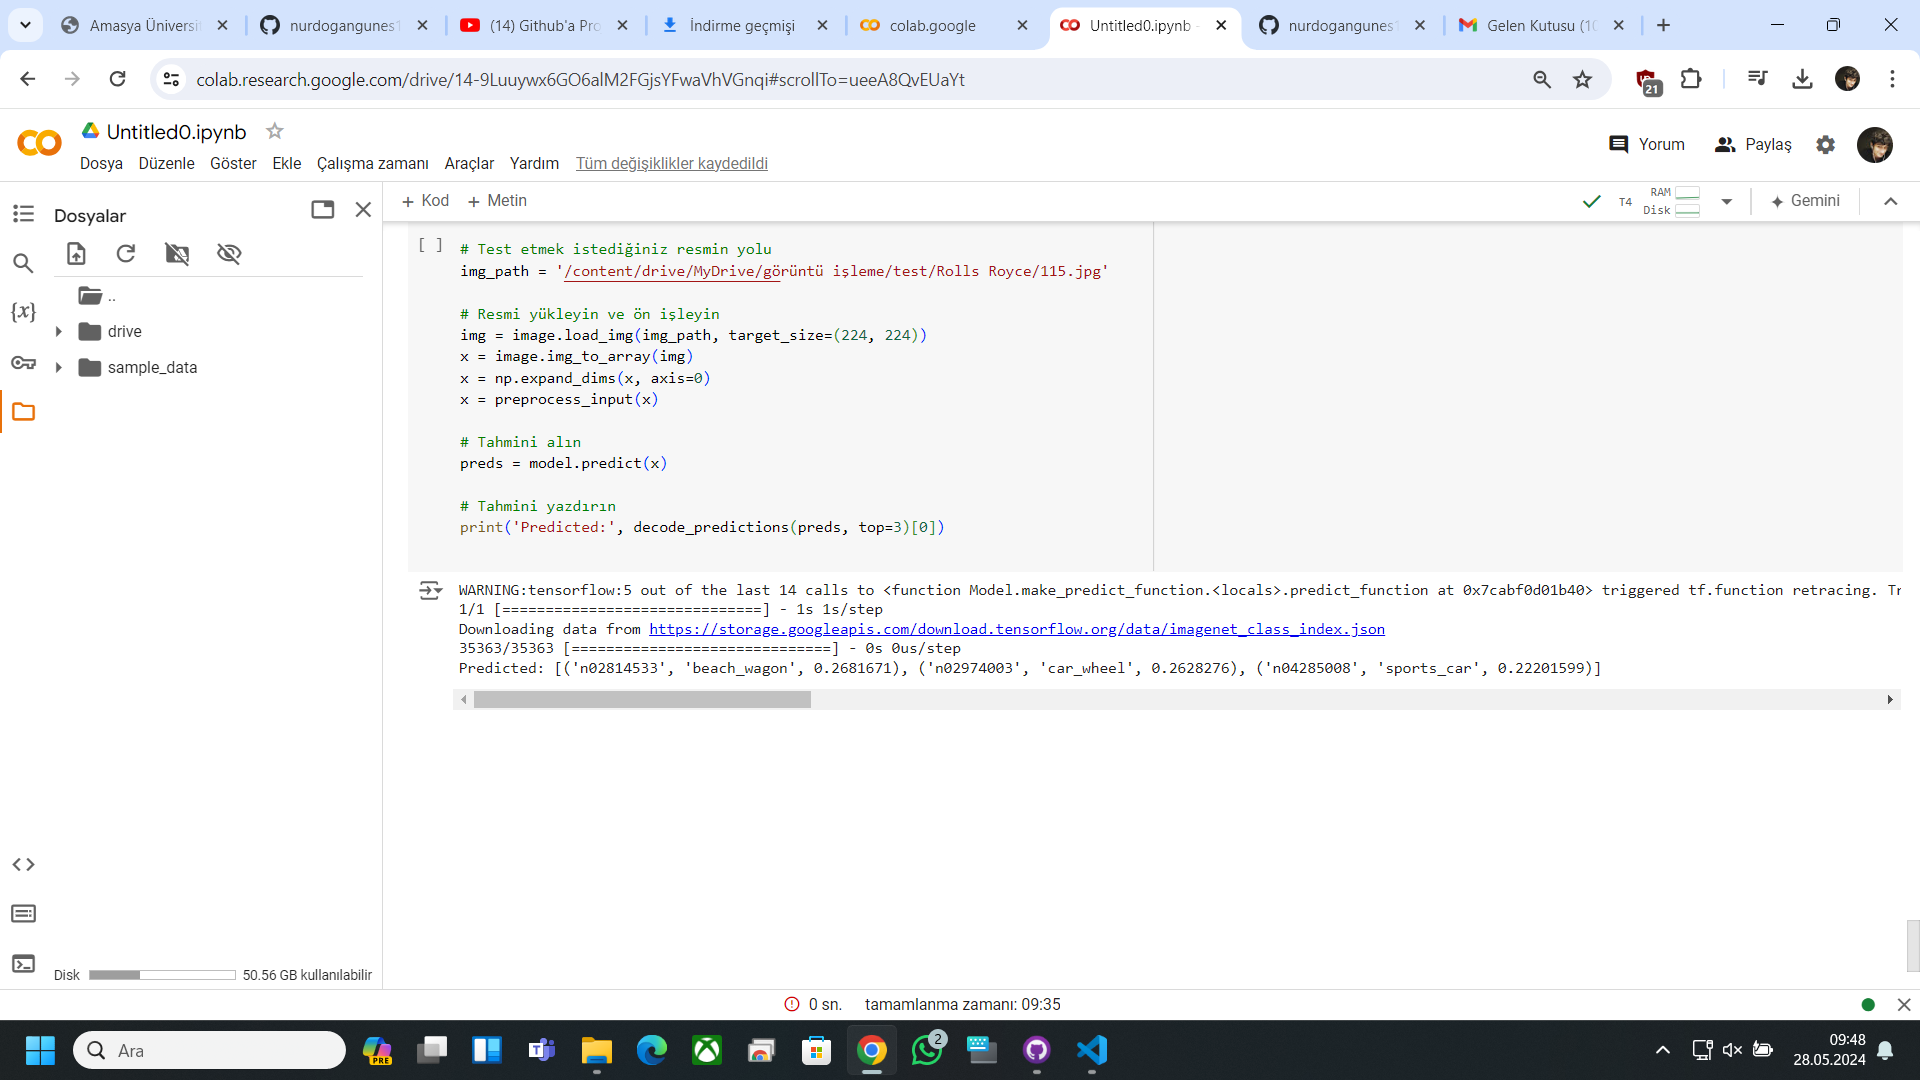 Amasya Üniversit
nurdogangunes1
(14) Github'a Pro
İndirme geçmişi
colab.google
Untitled0.ipynb -
nurdogangunes1
Gelen Kutusu (10
colab.research.google.com/drive/14-9Luuywx6GO6alM2FGjsYFwaVhVGnqi#scrollTo=ueeA8QvEUaYt
21
Untitled0.ipynb
Dosya Düzenle Göster Ekle Çalışma zamanı Araçlar Yardım Tüm değişiklikler kaydedildi
Yorum
Paylaş
Dosyalar
+ Kod + Metin
T4
RAM
Disk
Gemini
..
drive
sample_data
{x}
[ ]
# Test etmek istediğiniz resmin yolu
img_path = '/content/drive/MyDrive/görüntü işleme/test/Rolls Royce/115.jpg'
# Resmi yükleyin ve ön işleyin
img = image.load_img(img_path, target_size=(224, 224))
x = image.img_to_array(img)
x = np.expand_dims(x, axis=0)
x = preprocess_input(x)
# Tahmini alın
preds = model.predict(x)
# Tahmini yazdırın
print('Predicted:', decode_predictions(preds, top=3)[0])
WARNING:tensorflow:5 out of the last 14 calls to <function Model.make_predict_function.<locals>.predict_function at 0x7cabf0d01b40> triggered tf.function retracing. Tr
1/1 [==============================] - 1s 1s/step
Downloading data from https://storage.googleapis.com/download.tensorflow.org/data/imagenet_class_index.json
35363/35363 [==============================] - 0s 0us/step
Predicted: [('n02814533', 'beach_wagon', 0.2681671), ('n02974003', 'car_wheel', 0.2628276), ('n04285008', 'sports_car', 0.22201599)]
Disk
50.56 GB kullanılabilir
0 sn. tamamlanma zamanı: 09:35
Ara
PRE
2
09:48
28.05.2024